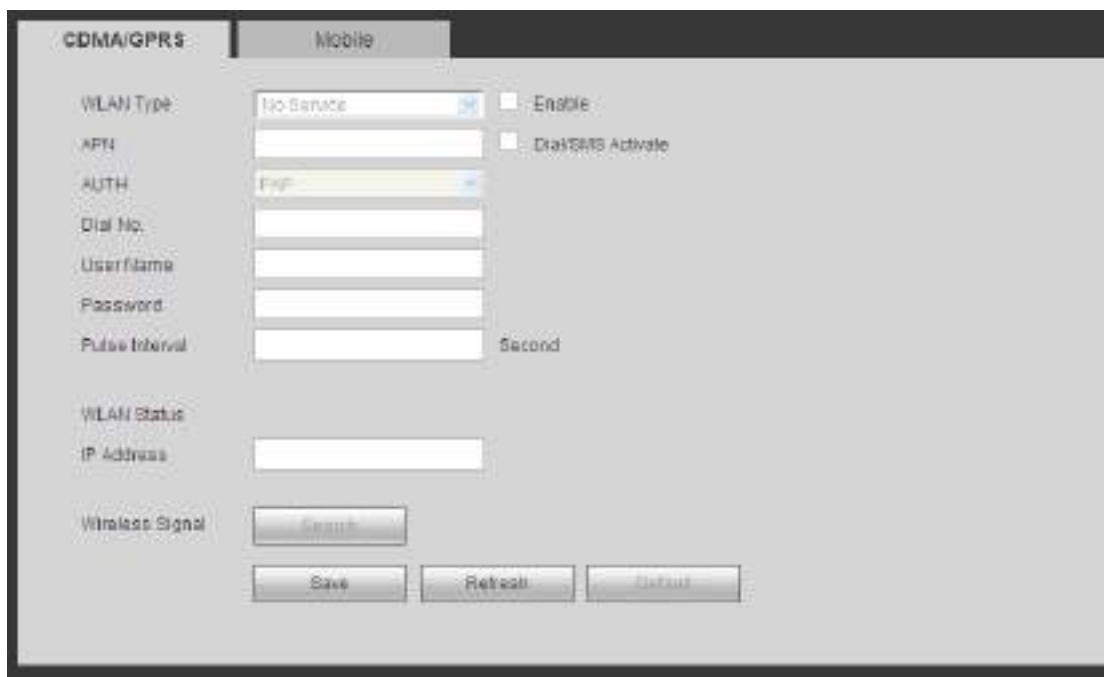 CDMA/GPRS Mobile
WLAN Type No Service Enable
APN Dial/SMS Activate
AUTH PAP
Dial No.
User Name
Password
Pulse Interval Second
WLAN Status
IP Address
Wireless Signal Search
Save Refresh Default